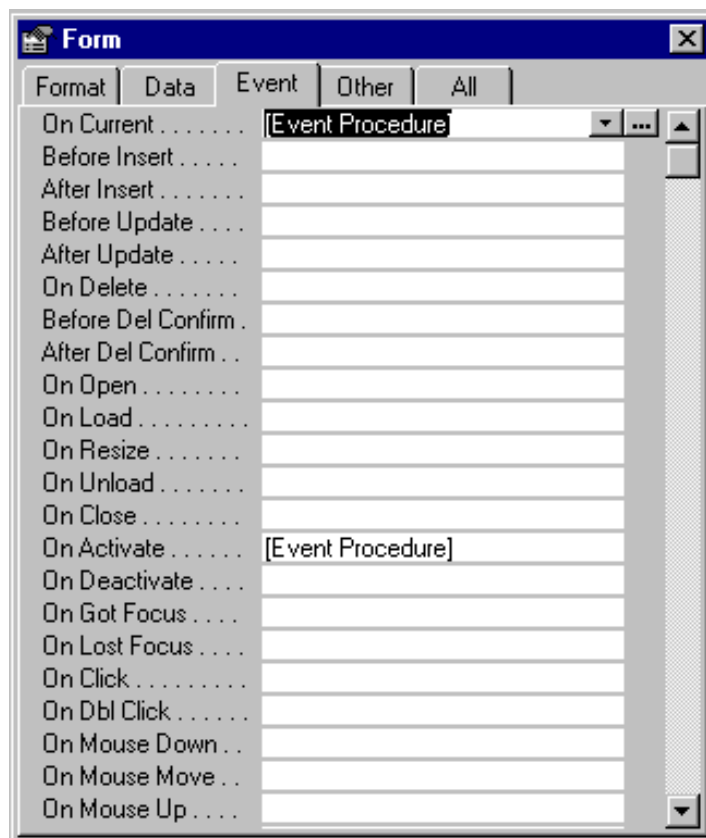 Form
Format Data Event Other All
On Current . . . . . . . [Event Procedure] ...
Before Insert . . . . .
After Insert . . . . . . .
Before Update . . . .
After Update . . . . .
On Delete . . . . . . .
Before Del Confirm .
After Del Confirm . .
On Open . . . . . . . .
On Load . . . . . . . . .
On Resize . . . . . . .
On Unload . . . . . . .
On Close . . . . . . . .
On Activate . . . . . . [Event Procedure]
On Deactivate . . . .
On Got Focus . . . .
On Lost Focus . . . .
On Click . . . . . . . . .
On Dbl Click . . . . . .
On Mouse Down . .
On Mouse Move . .
On Mouse Up . . . .